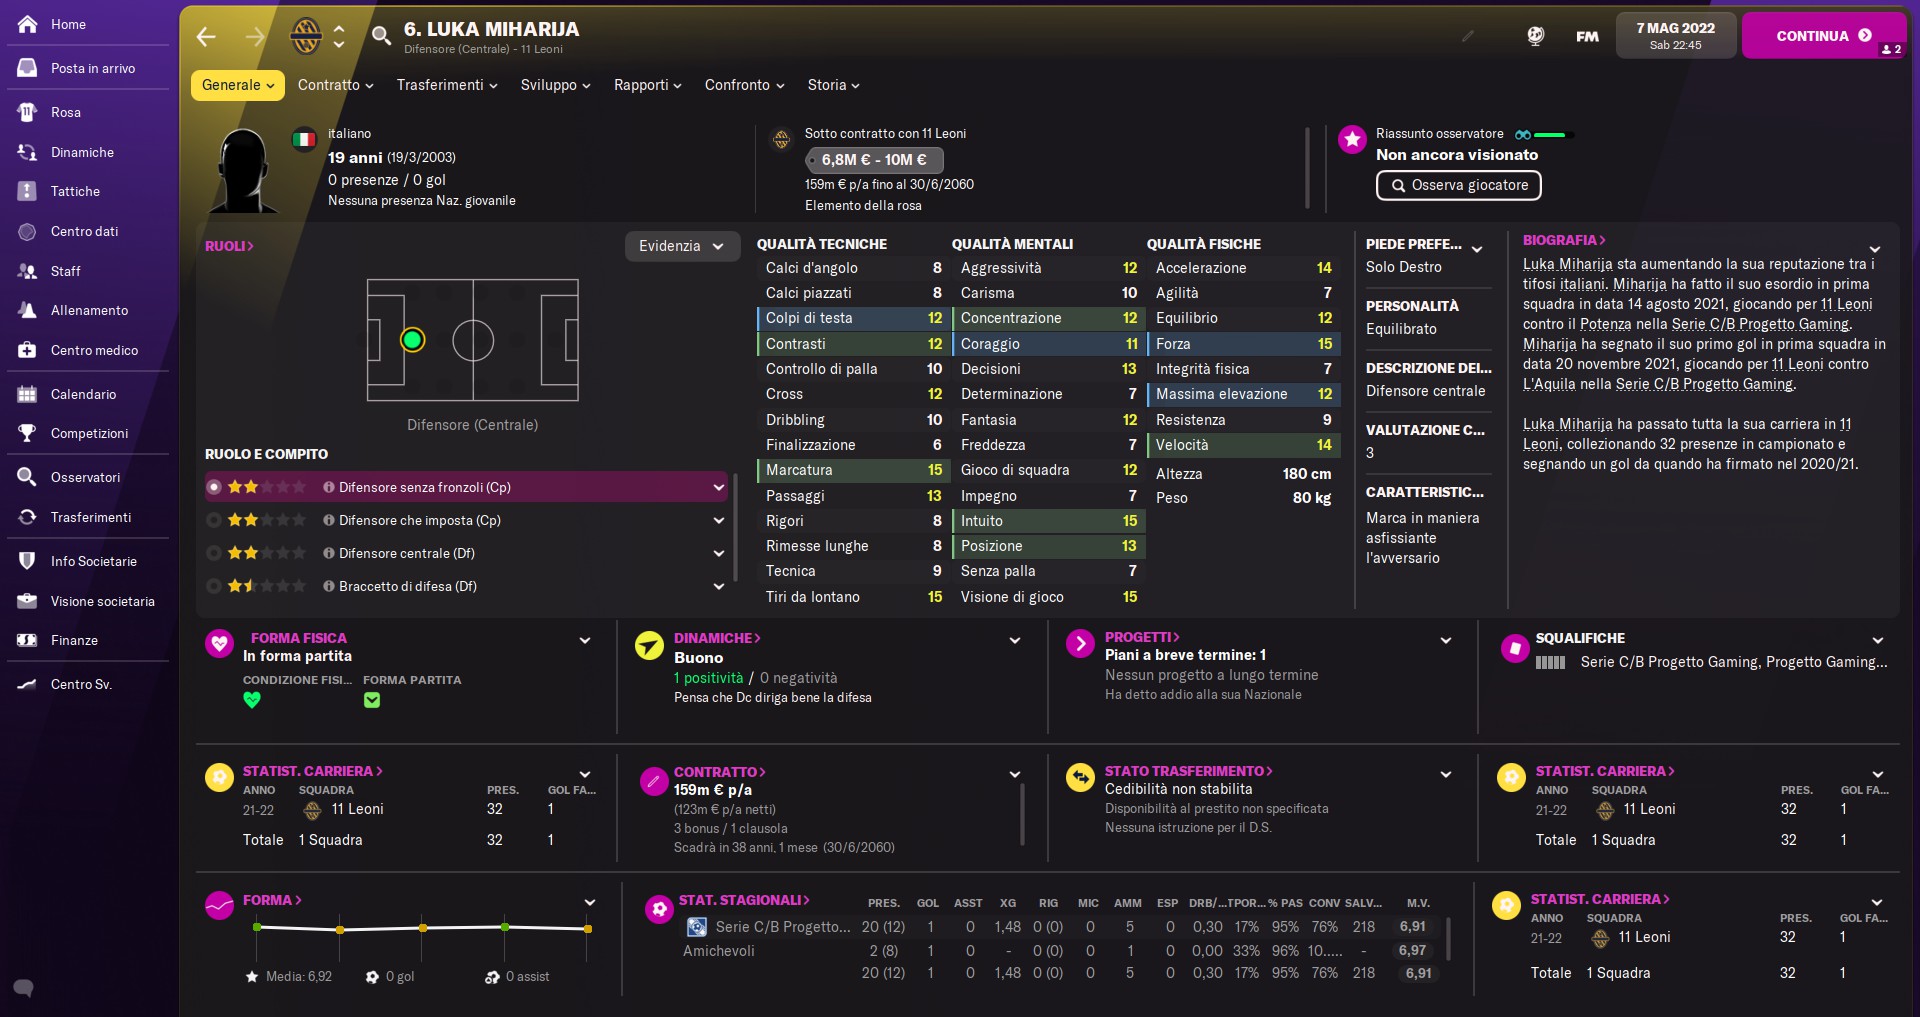 Home
Posta in arrivo
Rosa
Dinamiche
Tattiche
Centro dati
Staff
Allenamento
Centro medico
Calendario
Competizioni
Osservatori
Trasferimenti
Info Societarie
Visione societaria
Finanze
Centro Sv.
6. LUKA MIHARIJA
Difensore (Centrale) - 11 Leoni
FM
7 MAG 2022
Sab 22:45
CONTINUA
2
Generale Contratto Trasferimenti Sviluppo Rapporti Confronto Storia
italiano
19 anni (19/3/2003)
0 presenze / 0 gol
Nessuna presenza Naz. giovanile
Sotto contratto con 11 Leoni
6,8M € - 10M €
159m € p/a fino al 30/6/2060
Elemento della rosa
Riassunto osservatore
Non ancora visionato
Osserva giocatore
RUOLI
Evidenzia
Difensore (Centrale)
RUOLO E COMPITO
Difensore senza fronzoli (Cp)
Difensore che imposta (Cp)
Difensore centrale (Df)
Braccetto di difesa (Df)
QUALITÀ TECNICHE
Calci d'angolo 8
Calci piazzati 8
Colpi di testa 12
Contrasti 12
Controllo di palla 10
Cross 12
Dribbling 10
Finalizzazione 6
Marcatura 15
Passaggi 13
Rigori 8
Rimesse lunghe 8
Tecnica 9
Tiri da lontano 15
QUALITÀ MENTALI
Aggressività 12
Carisma 10
Concentrazione 12
Coraggio 11
Decisioni 13
Determinazione 7
Fantasia 12
Freddezza 7
Gioco di squadra 12
Impegno 7
Intuito 15
Posizione 13
Senza palla 7
Visione di gioco 15
QUALITÀ FISICHE
Accelerazione 14
Agilità 7
Equilibrio 12
Forza 15
Integrità fisica 7
Massima elevazione 12
Resistenza 9
Velocità 14
Altezza 180 cm
Peso 80 kg
PIEDE PREFE...
Solo Destro
PERSONALITÀ
Equilibrato
DESCRIZIONE DEI...
Difensore centrale
VALUTAZIONE C...
3
CARATTERISTIC...
Marca in maniera
asfissiante
l'avversario
BIOGRAFIA
Luka Miharija sta aumentando la sua reputazione tra i
tifosi italiani. Miharija ha fatto il suo esordio in prima
squadra in data 14 agosto 2021, giocando per 11 Leoni
contro il Potenza nella Serie C/B Progetto Gaming.
Miharija ha segnato il suo primo gol in prima squadra in
data 20 novembre 2021, giocando per 11 Leoni contro
L'Aquila nella Serie C/B Progetto Gaming.
Luka Miharija ha passato tutta la sua carriera in 11
Leoni, collezionando 32 presenze in campionato e
segnando un gol da quando ha firmato nel 2020/21.
FORMA FISICA
In forma partita
CONDIZIONE FISI... FORMA PARTITA
DINAMICHE
Buono
1 positività / 0 negatività
Pensa che Dc diriga bene la difesa
PROGETTI
Piani a breve termine: 1
Nessun progetto a lungo termine
Ha detto addio alla sua Nazionale
SQUALIFICHE
Serie C/B Progetto Gaming, Progetto Gaming...
STATIST. CARRIERA
ANNO SQUADRA PRES. GOL FA...
21-22 11 Leoni 32 1
Totale 1 Squadra 32 1
CONTRATTO
159m € p/a
(123m € p/a netti)
3 bonus / 1 clausola
Scadrà in 38 anni, 1 mese (30/6/2060)
STATO TRASFERIMENTO
Cedibilità non stabilita
Disponibilità al prestito non specificata
Nessuna istruzione per il D.S.
STATIST. CARRIERA
ANNO SQUADRA PRES. GOL FA...
21-22 11 Leoni 32 1
Totale 1 Squadra 32 1
FORMA
Media: 6,92 0 gol 0 assist
STAT. STAGIONALI PRES. GOL ASST XG RIG MIC AMM ESP DRB/... TPOR... % PAS CONV SALV... M.V.
Serie C/B Progetto... 20 (12) 1 0 1,48 0 (0) 0 5 0 0,30 17% 95% 76% 218 6,91
Amichevoli 2 (8) 1 0 - 0 (0) 0 1 0 0,00 33% 96% 10..... - 6,97
20 (12) 1 0 1,48 0 (0) 0 5 0 0,30 17% 95% 76% 218 6,91
STATIST. CARRIERA
ANNO SQUADRA PRES. GOL FA...
21-22 11 Leoni 32 1
Totale 1 Squadra 32 1